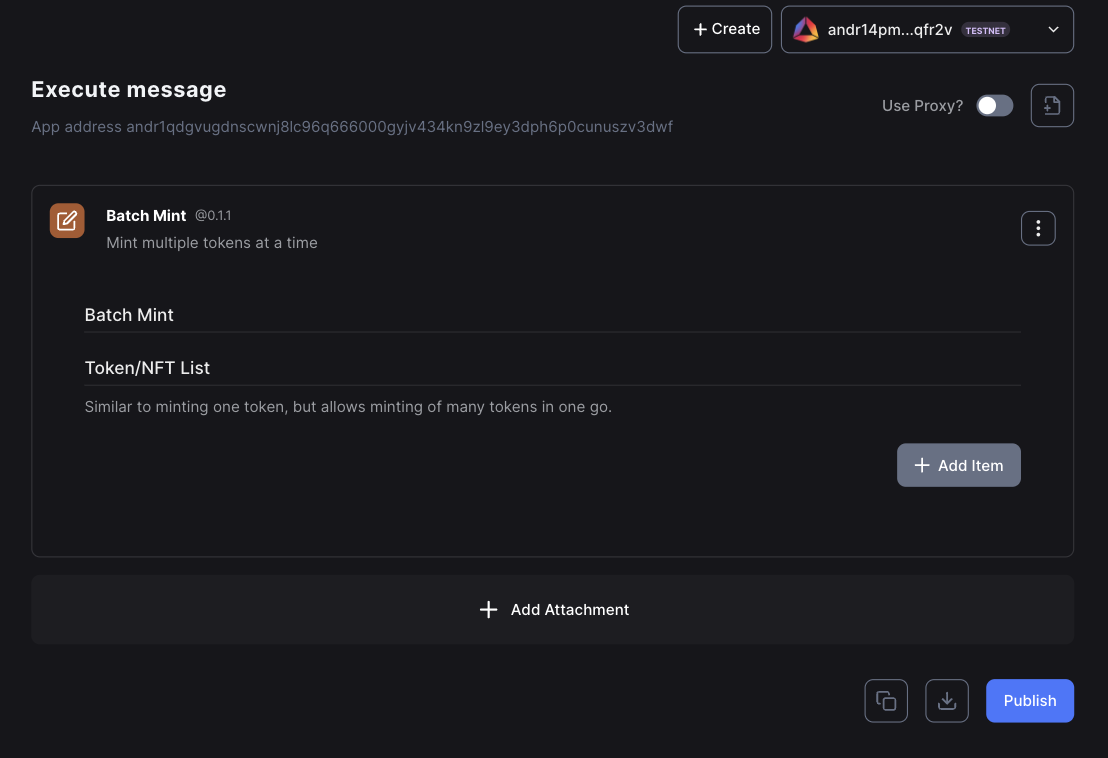 + Create
andr14pm...qfr2v TESTNET
Execute message
Use Proxy?
App address andr1qdgvugdnscwnj8lc96q666000gyjv434kn9zl9ey3dph6p0cunuszv3dwf
Batch Mint @0.1.1
Mint multiple tokens at a time
Batch Mint
Token/NFT List
Similar to minting one token, but allows minting of many tokens in one go.
+ Add Item
+ Add Attachment
Publish